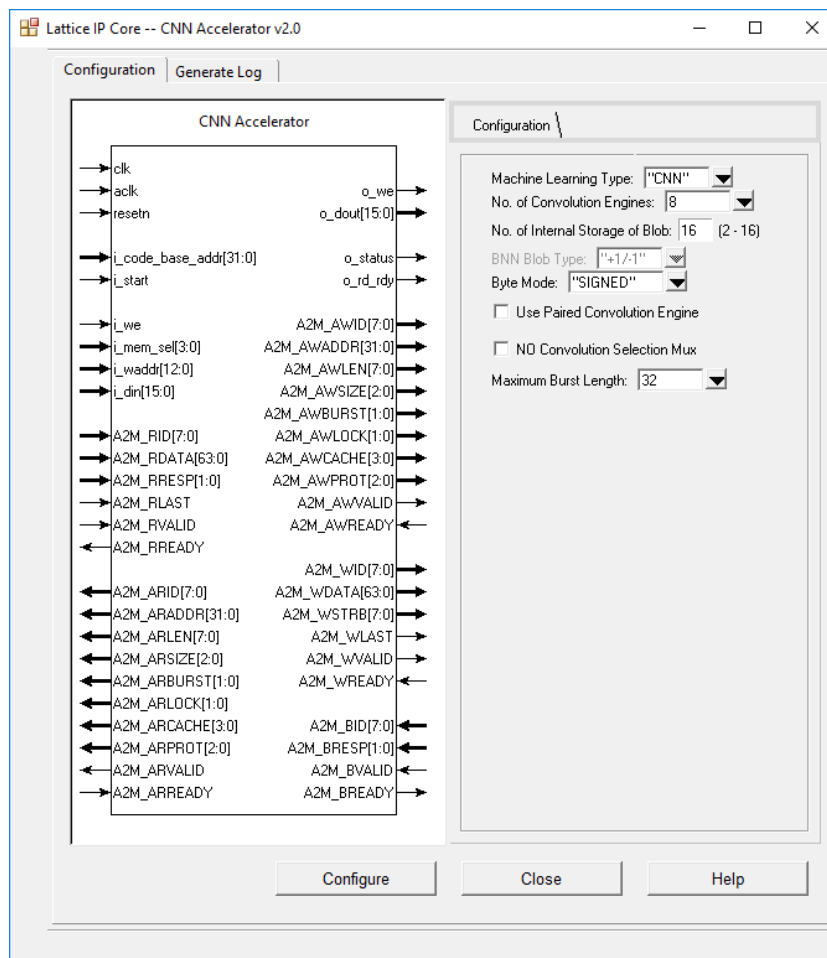 Lattice IP Core -- CNN Accelerator v2.0
Configuration Generate Log
CNN Accelerator
clk
aclk
resetn
i_code_base_addr[31:0]
i_start
i_we
i_mem_sel[3:0]
i_waddr[12:0]
i_din[15:0]
A2M_RID[7:0]
A2M_RDATA[63:0]
A2M_RRESP[1:0]
A2M_RLAST
A2M_RVALID
A2M_RREADY
A2M_ARID[7:0]
A2M_ARADDR[31:0]
A2M_ARLEN[7:0]
A2M_ARSIZE[2:0]
A2M_ARBURST[1:0]
A2M_ARLOCK[1:0]
A2M_ARCACHE[3:0]
A2M_ARPROT[2:0]
A2M_ARVALID
A2M_ARREADY
o_we
o_dout[15:0]
o_status
o_rd_rdy
A2M_AWID[7:0]
A2M_AWADDR[31:0]
A2M_AWLEN[7:0]
A2M_AWSIZE[2:0]
A2M_AWBURST[1:0]
A2M_AWLOCK[1:0]
A2M_AWCACHE[3:0]
A2M_AWPROT[2:0]
A2M_AWVALID
A2M_AWREADY
A2M_WID[7:0]
A2M_WDATA[63:0]
A2M_WSTRB[7:0]
A2M_WLAST
A2M_WVALID
A2M_WREADY
A2M_BID[7:0]
A2M_BRESP[1:0]
A2M_BVALID
A2M_BREADY
Configuration
Machine Learning Type: "CNN"
No. of Convolution Engines: 8
No. of Internal Storage of Blob: 16 (2 - 16)
BNN Blob Type: "+1/-1"
Byte Mode: "SIGNED"
Use Paired Convolution Engine
NO Convolution Selection Mux
Maximum Burst Length: 32
Configure Close Help